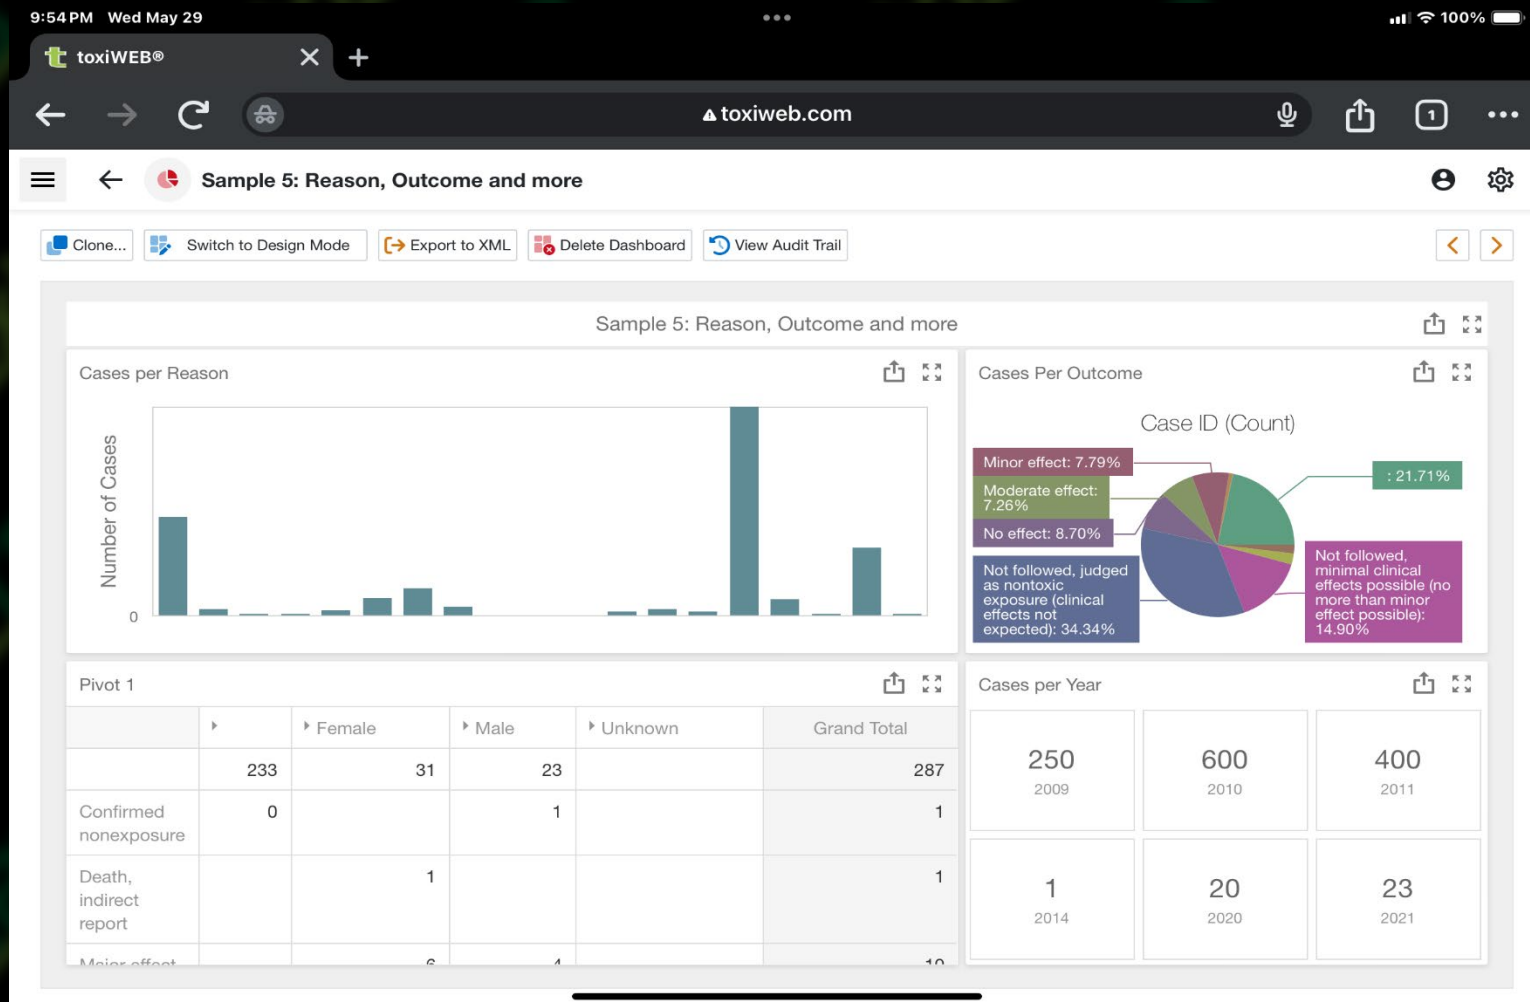 9:54 PM Wed May 29
100%
toxiWEB®
toxiweb.com
1
Sample 5: Reason, Outcome and more
Clone...
Switch to Design Mode
Export to XML
Delete Dashboard
View Audit Trail
Sample 5: Reason, Outcome and more
Cases per Reason
Number of Cases
0
Cases Per Outcome
Case ID (Count)
Minor effect: 7.79%
Moderate effect:
7.26%
No effect: 8.70%
Not followed, judged
as nontoxic
exposure (clinical
effects not
expected): 34.34%
: 21.71%
Not followed,
minimal clinical
effects possible (no
more than minor
effect possible):
14.90%
Pivot 1
Female Male Unknown Grand Total
233 31 23 287
Confirmed 0 1 1
nonexposure
Death, 1 1
indirect
report
Major effect 6 4 10
Cases per Year
250 600 400
2009 2010 2011
1 20 23
2014 2020 2021